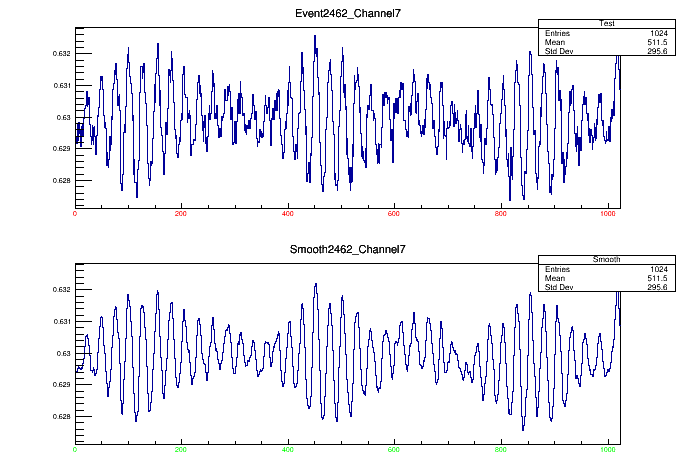 Event2462_Channel7
Test
Entries 1024
Mean 511.5
Std Dev 295.6
0.632
0.631
0.63
0.629
0.628
0 200 400 600 800 1000
Smooth2462_Channel7
Smooth
Entries 1024
Mean 511.5
Std Dev 295.6
0.632
0.631
0.63
0.629
0.628
0 200 400 600 800 1000